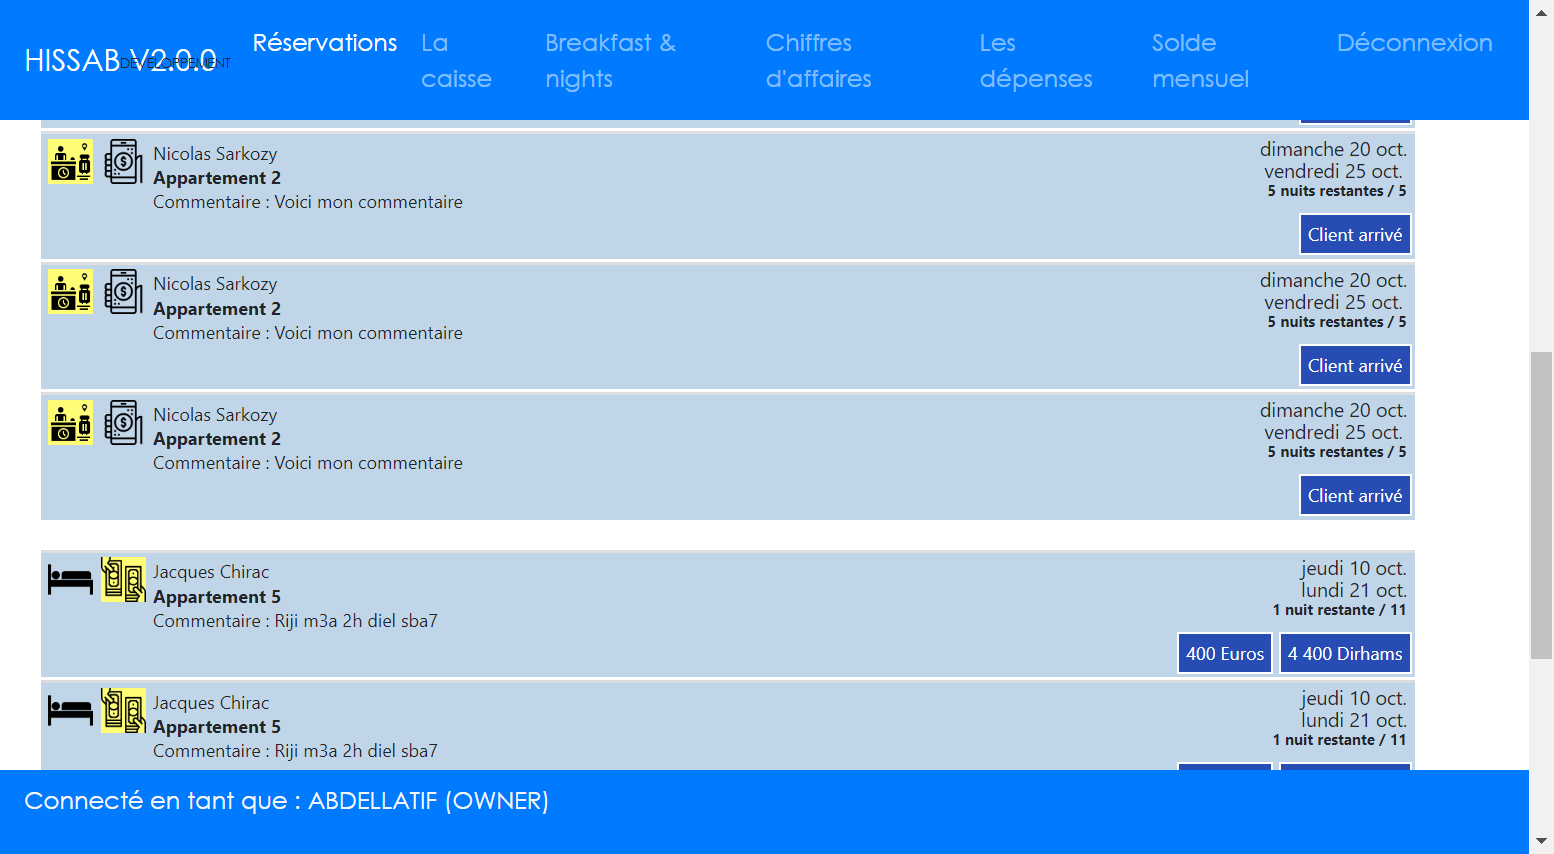 HISSAB V2.0.0
DEVELOPPEMENT
Réservations
La caisse
Breakfast & nights
Chiffres d'affaires
Les dépenses
Solde mensuel
Déconnexion
Nicolas Sarkozy
Appartement 2
Commentaire : Voici mon commentaire
dimanche 20 oct.
vendredi 25 oct.
5 nuits restantes / 5
Client arrivé
Nicolas Sarkozy
Appartement 2
Commentaire : Voici mon commentaire
dimanche 20 oct.
vendredi 25 oct.
5 nuits restantes / 5
Client arrivé
Nicolas Sarkozy
Appartement 2
Commentaire : Voici mon commentaire
dimanche 20 oct.
vendredi 25 oct.
5 nuits restantes / 5
Client arrivé
Jacques Chirac
Appartement 5
Commentaire : Riji m3a 2h diel sba7
jeudi 10 oct.
lundi 21 oct.
1 nuit restante / 11
400 Euros
4 400 Dirhams
Jacques Chirac
Appartement 5
Commentaire : Riji m3a 2h diel sba7
jeudi 10 oct.
lundi 21 oct.
1 nuit restante / 11
Connecté en tant que : ABDELLATIF (OWNER)